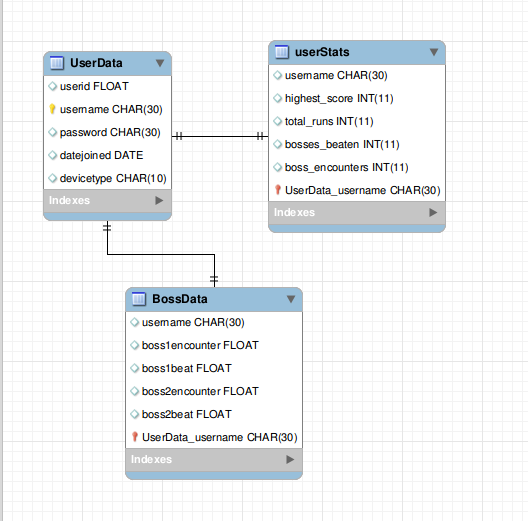 UserData
userid FLOAT
username CHAR(30)
password CHAR(30)
datejoined DATE
devicetype CHAR(10)
Indexes
userStats
username CHAR(30)
highest_score INT(11)
total_runs INT(11)
bosses_beaten INT(11)
boss_encounters INT(11)
UserData_username CHAR(30)
Indexes
BossData
username CHAR(30)
boss1encounter FLOAT
boss1beat FLOAT
boss2encounter FLOAT
boss2beat FLOAT
UserData_username CHAR(30)
Indexes